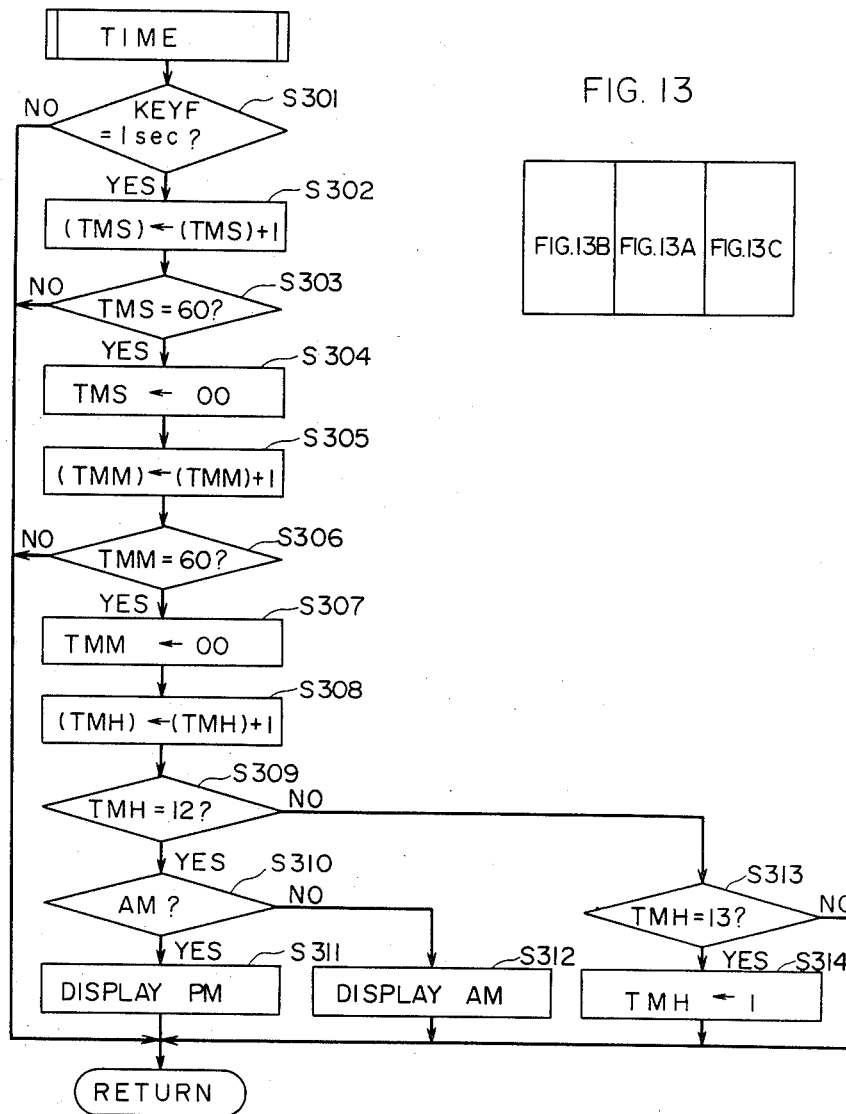 TIME
S301
NO
KEYF
= 1 sec ?
YES
S302
(TMS) ← (TMS)+1
S303
NO
TMS = 60?
YES
S304
TMS ← 00
S305
(TMM) ← (TMM)+1
S306
NO
TMM = 60?
YES
S307
TMM ← 00
S308
(TMH) ← (TMH)+1
S309
TMH = 12?
NO
YES
S310
AM ?
NO
YES
S311
DISPLAY PM
S312
DISPLAY AM
S313
TMH = 13?
NO
YES
S314
TMH ← 1
RETURN
FIG. 13
FIG.13B
FIG.13A
FIG.13C